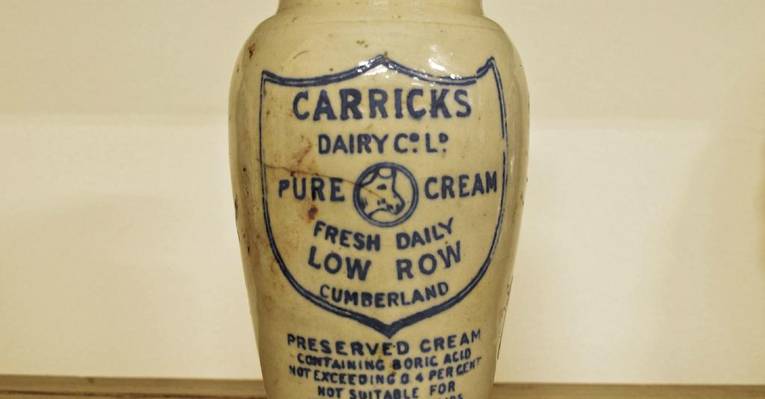 CARRICKS
DAIRY Co. LD.
PURE CREAM
FRESH DAILY
LOW ROW
CUMBERLAND
PRESERVED CREAM
CONTAINING BORIC ACID
NOT EXCEEDING 0.4 PER CENT
NOT SUITABLE FOR